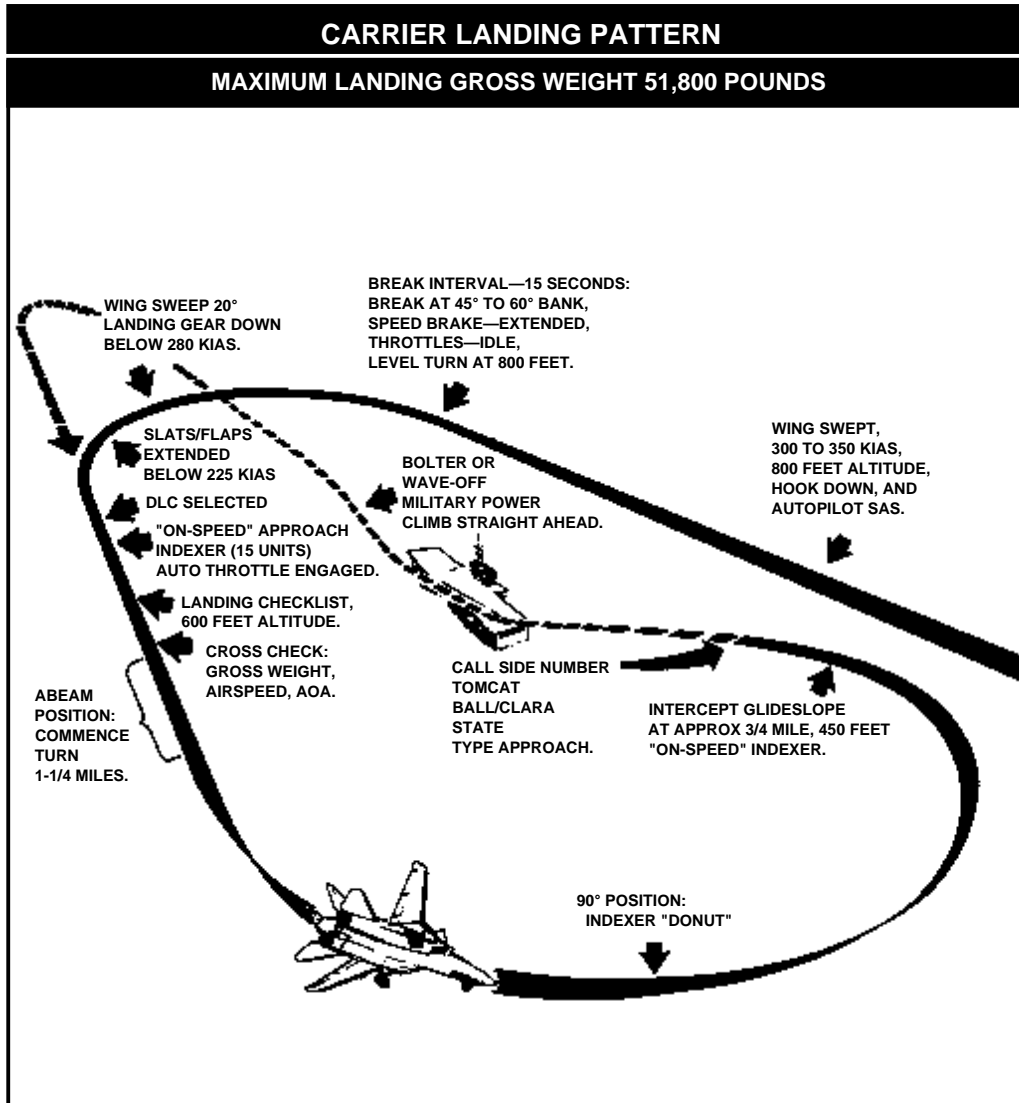 CARRIER LANDING PATTERN
MAXIMUM LANDING GROSS WEIGHT 51,800 POUNDS
BREAK INTERVAL—15 SECONDS:
BREAK AT 45° TO 60° BANK,
SPEED BRAKE—EXTENDED,
THROTTLES—IDLE,
LEVEL TURN AT 800 FEET.
WING SWEEP 20°
LANDING GEAR DOWN
BELOW 280 KIAS.
WING SWEPT,
300 TO 350 KIAS,
800 FEET ALTITUDE,
HOOK DOWN, AND
AUTOPILOT SAS.
SLATS/FLAPS
EXTENDED
BELOW 225 KIAS
BOLTER OR
WAVE-OFF
MILITARY POWER
CLIMB STRAIGHT AHEAD.
DLC SELECTED
"ON-SPEED" APPROACH
INDEXER (15 UNITS)
AUTO THROTTLE ENGAGED.
LANDING CHECKLIST,
600 FEET ALTITUDE.
CROSS CHECK:
GROSS WEIGHT,
AIRSPEED, AOA.
CALL SIDE NUMBER
TOMCAT
BALL/CLARA
STATE
TYPE APPROACH.
ABEAM
POSITION:
COMMENCE
TURN
1-1/4 MILES.
INTERCEPT GLIDESLOPE
AT APPROX 3/4 MILE, 450 FEET
"ON-SPEED" INDEXER.
90° POSITION:
INDEXER "DONUT"